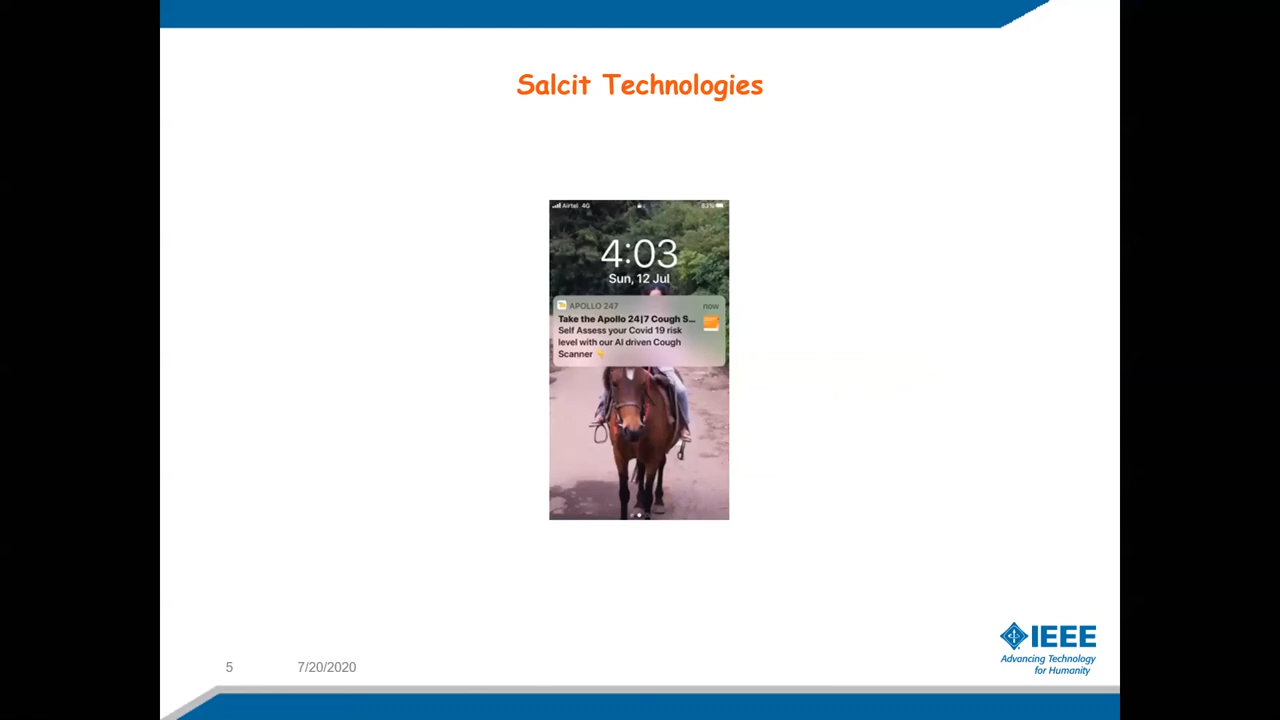 Salcit Technologies
Airtel 4G
83%
4:03
Sun, 12 Jul
APOLLO 247
now
Take the Apollo 24|7 Cough S...
Self Assess your Covid 19 risk
level with our AI driven Cough
Scanner 👇
IEEE
Advancing Technology
for Humanity
5
7/20/2020